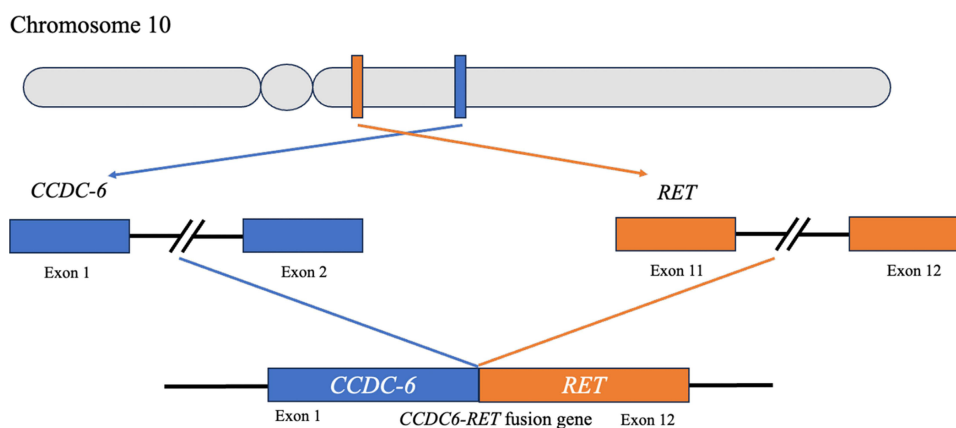 Chromosome 10
CCDC-6
RET
Exon 1
Exon 2
Exon 11
Exon 12
CCDC-6
RET
Exon 1
CCDC6-RET fusion gene
Exon 12